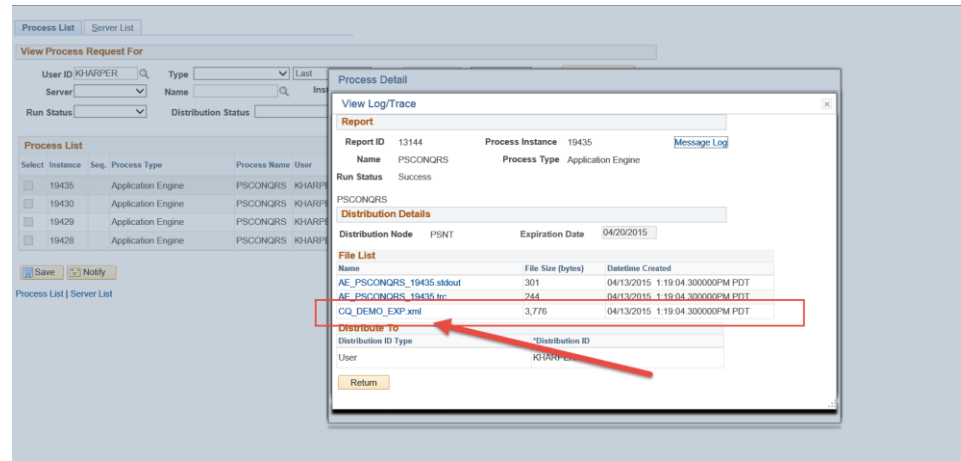 Process List Server List
View Process Request For
User ID KHARPER Type Last
Server Name
Run Status Distribution Status
Process List
Select Instance Seq. Process Type Process Name User
19435 Application Engine PSCONQRS
19430 Application Engine PSCONQRS
19429 Application Engine PSCONQRS
19428 Application Engine PSCONQRS
Save Notify
Process List | Server List
Process Detail
View Log/Trace
Report
Report ID 13144 Process Instance 19435 Message Log
Name PSCONQRS Process Type Application Engine
Run Status Success
PSCONQRS
Distribution Details
Distribution Node PSNT Expiration Date 04/20/2015
File List
Name File Size (bytes) Datetime Created
AE_PSCONQRS_19435.stdout 301 04/13/2015 1:19:04.300000PM PDT
AE_PSCONQRS_19435.trc 244 04/13/2015 1:19:04.300000PM PDT
CQ_DEMO_EXP.xml 3,776 04/13/2015 1:19:04.300000PM PDT
Distribute To
Distribution ID Type *Distribution ID
User
Return